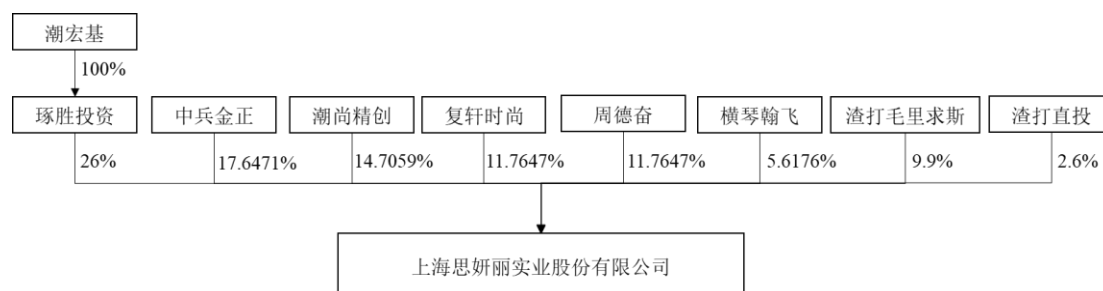 潮宏基
100%
琢胜投资
中兵金正
潮尚精创
复轩时尚
周德奋
横琴翰飞
渣打毛里求斯
渣打直投
26%
17.6471%
14.7059%
11.7647%
11.7647%
5.6176%
9.9%
2.6%
上海思妍丽实业股份有限公司